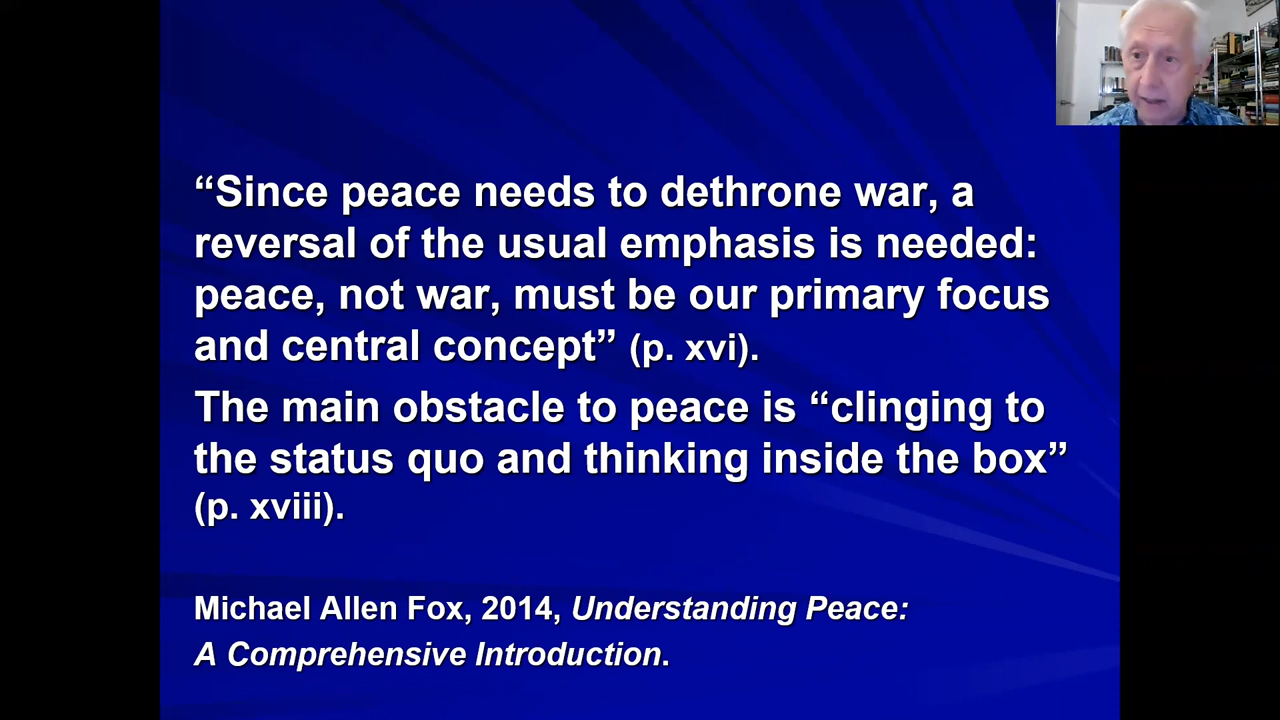 “Since peace needs to dethrone war, a
reversal of the usual emphasis is needed:
peace, not war, must be our primary focus
and central concept” (p. xvi).
The main obstacle to peace is “clinging to
the status quo and thinking inside the box”
(p. xviii).
Michael Allen Fox, 2014, Understanding Peace:
A Comprehensive Introduction.